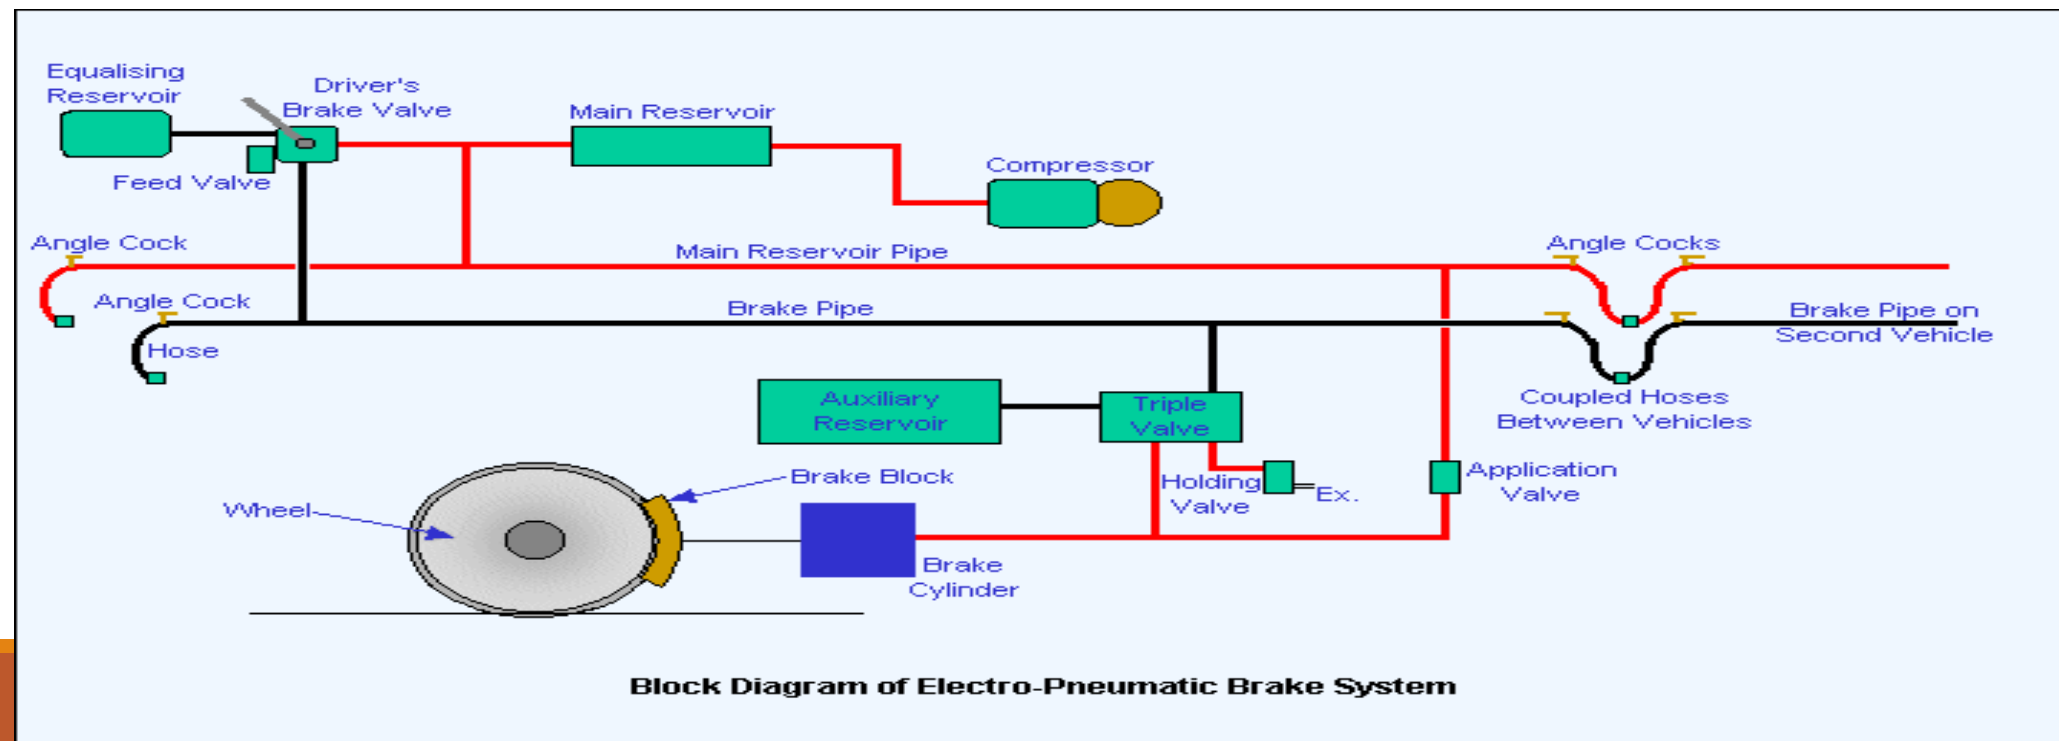 Equalising
Reservoir
Driver's
Brake Valve
Main Reservoir
Compressor
Feed Valve
Angle Cock
Main Reservoir Pipe
Angle Cocks
Angle Cock
Brake Pipe
Brake Pipe on
Second Vehicle
Hose
Auxiliary
Reservoir
Triple
Valve
Coupled Hoses
Between Vehicles
Brake Block
Holding
Valve
Ex.
Application
Valve
Wheel
Brake
Cylinder
Block Diagram of Electro-Pneumatic Brake System